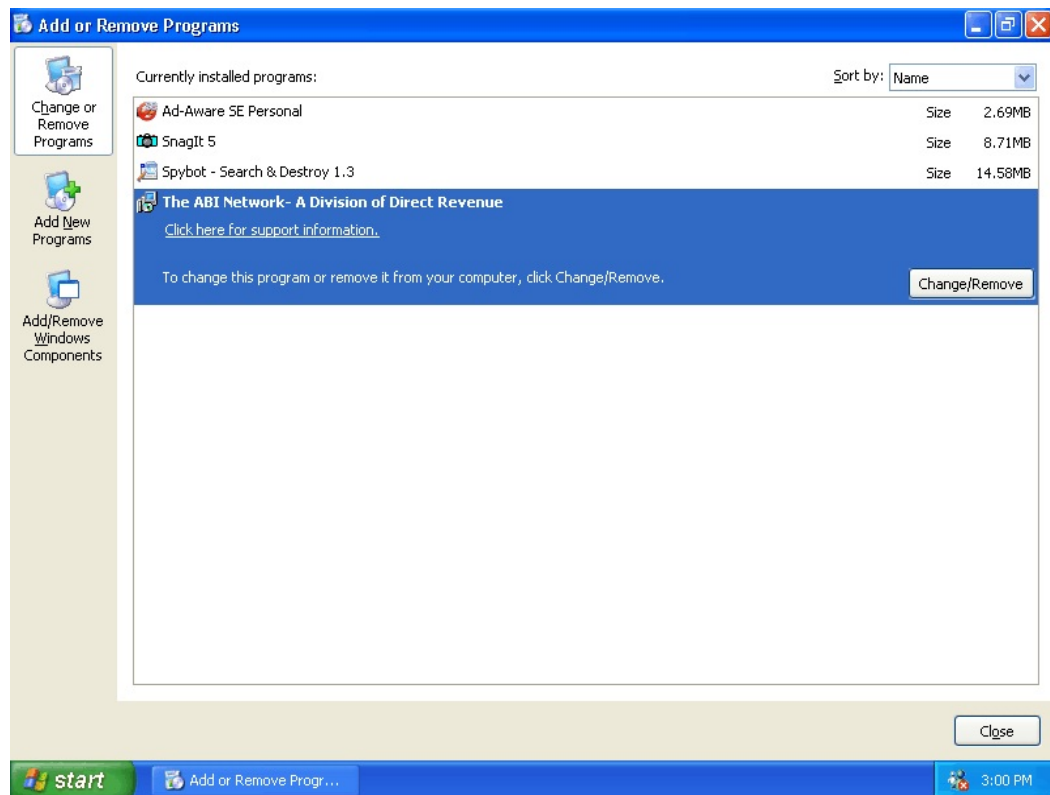 Add or Remove Programs
Change or
Remove
Programs
Add New
Programs
Add/Remove
Windows
Components
Currently installed programs:
Sort by: Name
Ad-Aware SE Personal Size 2.69MB
SnagIt 5 Size 8.71MB
Spybot - Search & Destroy 1.3 Size 14.58MB
The ABI Network- A Division of Direct Revenue
Click here for support information.
To change this program or remove it from your computer, click Change/Remove.
Change/Remove
Close
start Add or Remove Progr... 3:00 PM